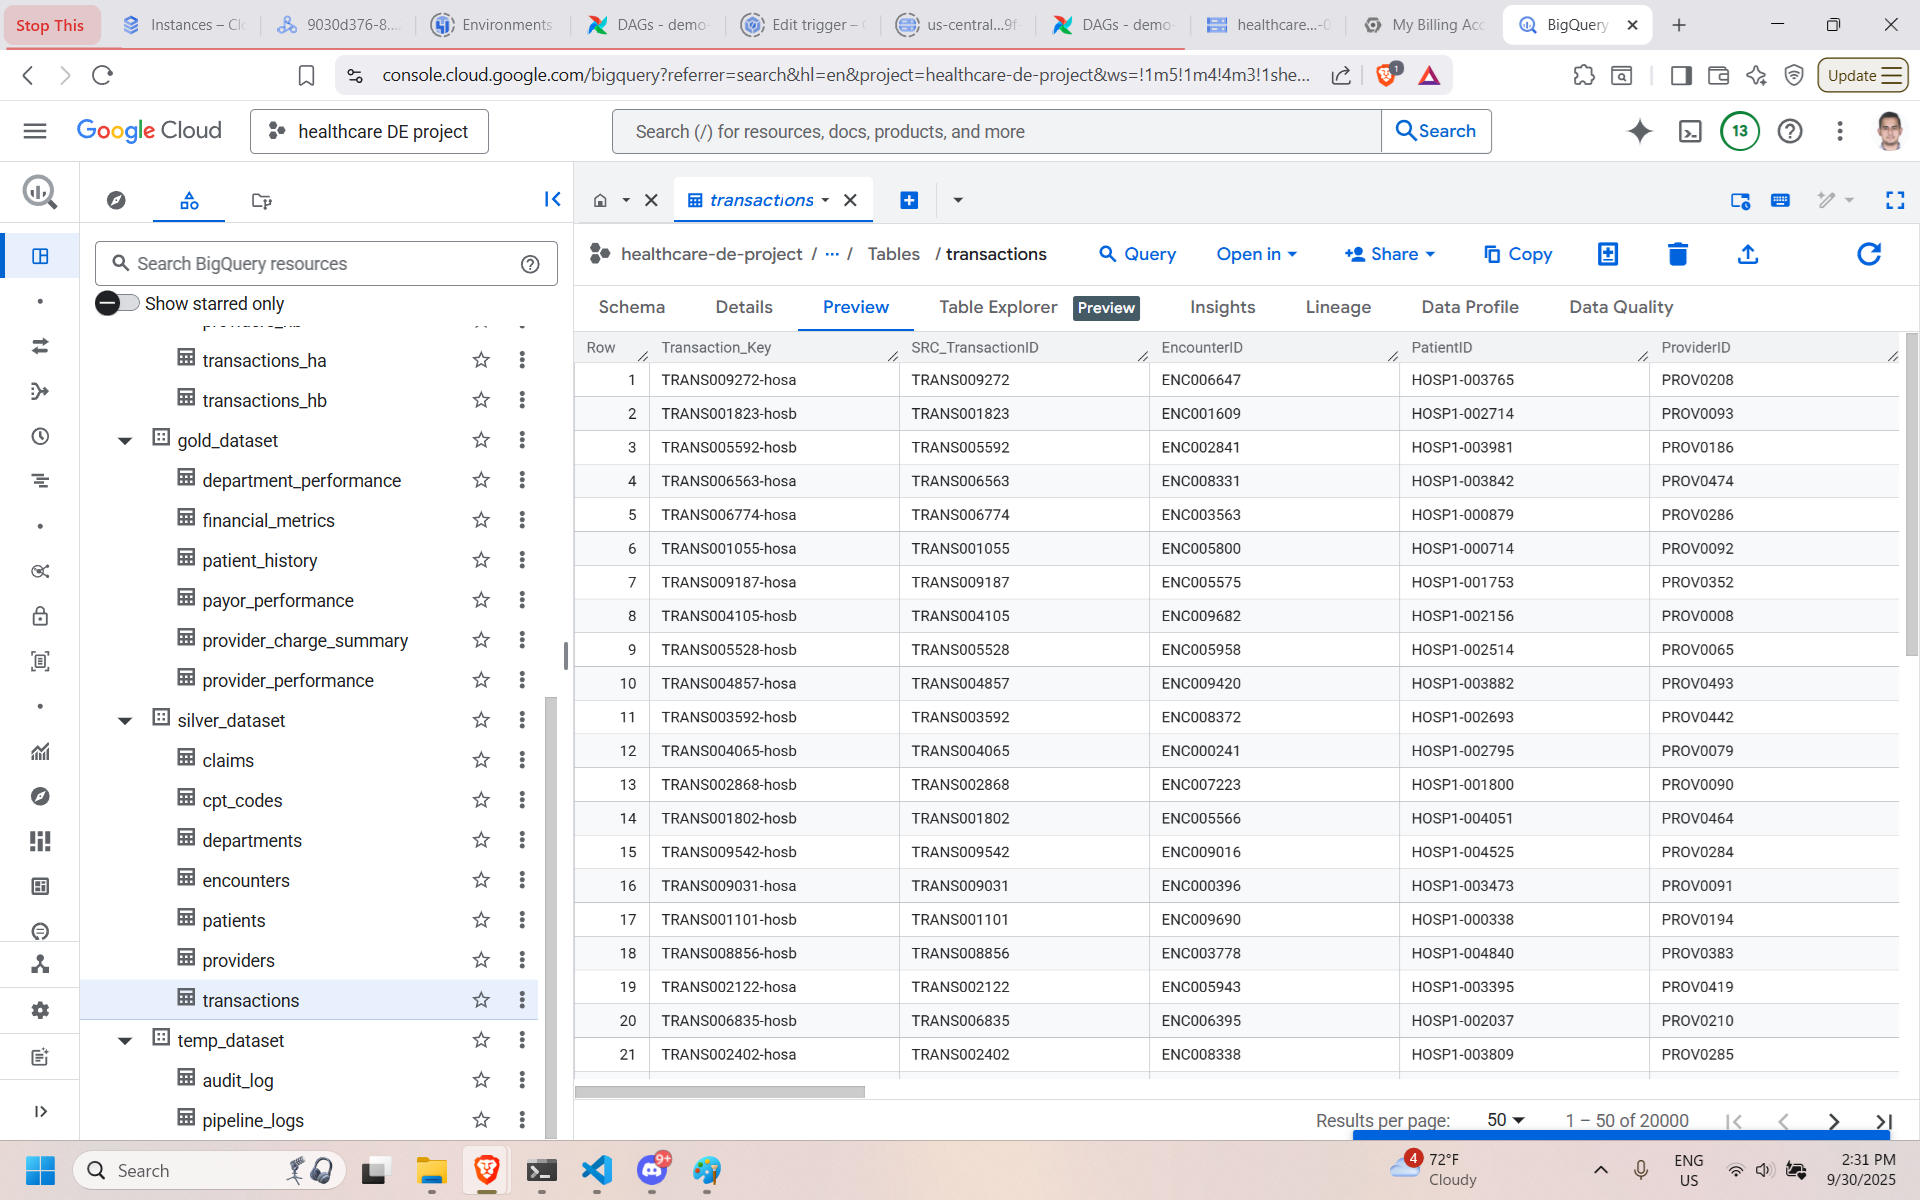 Stop This
Instances – Clo
9030d376-8...
Environments
DAGs - demo-
Edit trigger – C
us-central...9f
DAGs - demo-
healthcare...-0
My Billing Acc
BigQuery
console.cloud.google.com/bigquery?referrer=search&hl=en&project=healthcare-de-project&ws=!1m5!1m4!4m3!1she...
1
Update
Google Cloud
healthcare DE project
Search (/) for resources, docs, products, and more
Search
13
transactions
Search BigQuery resources
Show starred only
healthcare-de-project / ... / Tables / transactions
Query
Open in
Share
Copy
Schema
Details
Preview
Table Explorer
Preview
Insights
Lineage
Data Profile
Data Quality
transactions_ha
transactions_hb
gold_dataset
department_performance
financial_metrics
patient_history
payor_performance
provider_charge_summary
provider_performance
silver_dataset
claims
cpt_codes
departments
encounters
patients
providers
transactions
temp_dataset
audit_log
pipeline_logs
Row Transaction_Key SRC_TransactionID EncounterID PatientID ProviderID
1 TRANS009272-hosa TRANS009272 ENC006647 HOSP1-003765 PROV0208
2 TRANS001823-hosb TRANS001823 ENC001609 HOSP1-002714 PROV0093
3 TRANS005592-hosb TRANS005592 ENC002841 HOSP1-003981 PROV0186
4 TRANS006563-hosa TRANS006563 ENC008331 HOSP1-003842 PROV0474
5 TRANS006774-hosa TRANS006774 ENC003563 HOSP1-000879 PROV0286
6 TRANS001055-hosa TRANS001055 ENC005800 HOSP1-000714 PROV0092
7 TRANS009187-hosa TRANS009187 ENC005575 HOSP1-001753 PROV0352
8 TRANS004105-hosb TRANS004105 ENC009682 HOSP1-002156 PROV0008
9 TRANS005528-hosb TRANS005528 ENC005958 HOSP1-002514 PROV0065
10 TRANS004857-hosa TRANS004857 ENC009420 HOSP1-003882 PROV0493
11 TRANS003592-hosb TRANS003592 ENC008372 HOSP1-002693 PROV0442
12 TRANS004065-hosb TRANS004065 ENC000241 HOSP1-002795 PROV0079
13 TRANS002868-hosb TRANS002868 ENC007223 HOSP1-001800 PROV0090
14 TRANS001802-hosb TRANS001802 ENC005566 HOSP1-004051 PROV0464
15 TRANS009542-hosb TRANS009542 ENC009016 HOSP1-004525 PROV0284
16 TRANS009031-hosa TRANS009031 ENC000396 HOSP1-003473 PROV0091
17 TRANS001101-hosb TRANS001101 ENC009690 HOSP1-000338 PROV0194
18 TRANS008856-hosb TRANS008856 ENC003778 HOSP1-004840 PROV0383
19 TRANS002122-hosa TRANS002122 ENC005943 HOSP1-003395 PROV0419
20 TRANS006835-hosb TRANS006835 ENC006395 HOSP1-002037 PROV0210
21 TRANS002402-hosa TRANS002402 ENC008338 HOSP1-003809 PROV0285
Results per page: 50 1 – 50 of 20000
Search
9+
4
72°F
Cloudy
ENG
US
2:31 PM
9/30/2025